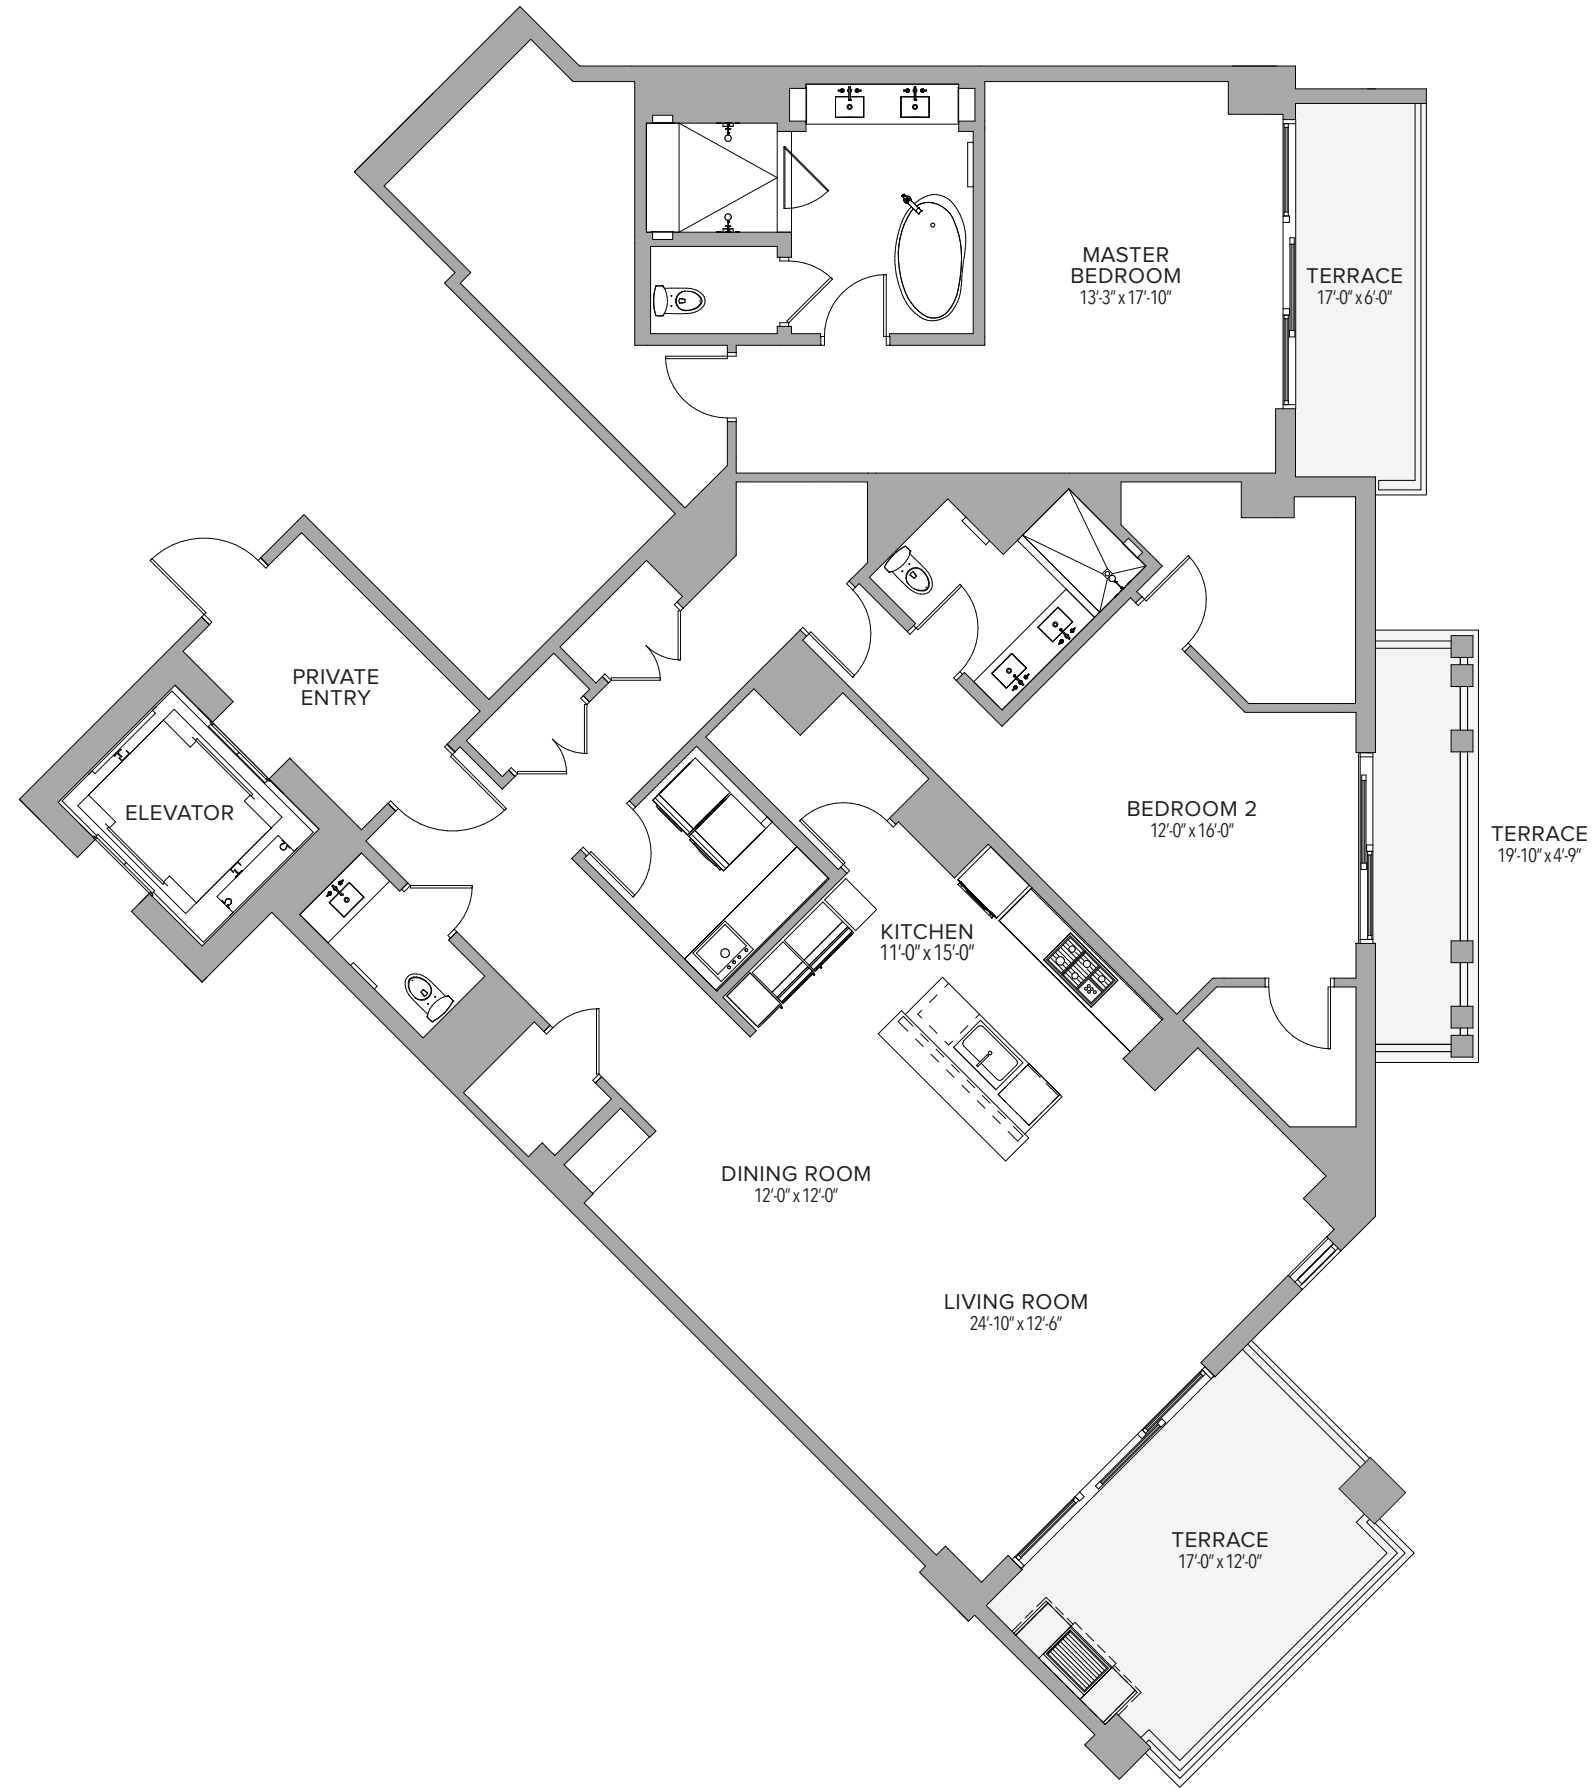 MASTER
BEDROOM
13'-3" x 17'-10"
TERRACE
17'-0" x 6'-0"
PRIVATE
ENTRY
ELEVATOR
BEDROOM 2
12'-0" x 16'-0"
TERRACE
19'-10" x 4'-9"
KITCHEN
11'-0" x 15'-0"
DINING ROOM
12'-0" x 12'-0"
LIVING ROOM
24'-10" x 12'-6"
TERRACE
17'-0" x 12'-0"